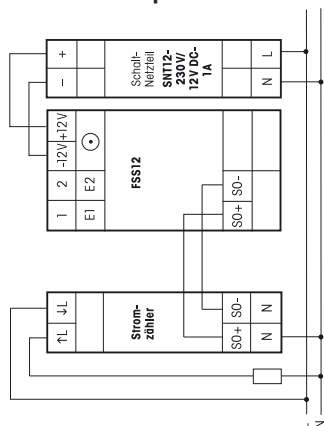 ↑L ↓L
Strom-
zähler
SO+ SO-
N N
1 2 -12V +12V
E1 E2
FSS12
SO+ SO-
− +
Schalt-
Netzteil
SNT12-
230V/
12V DC-
1A
N L
L
N